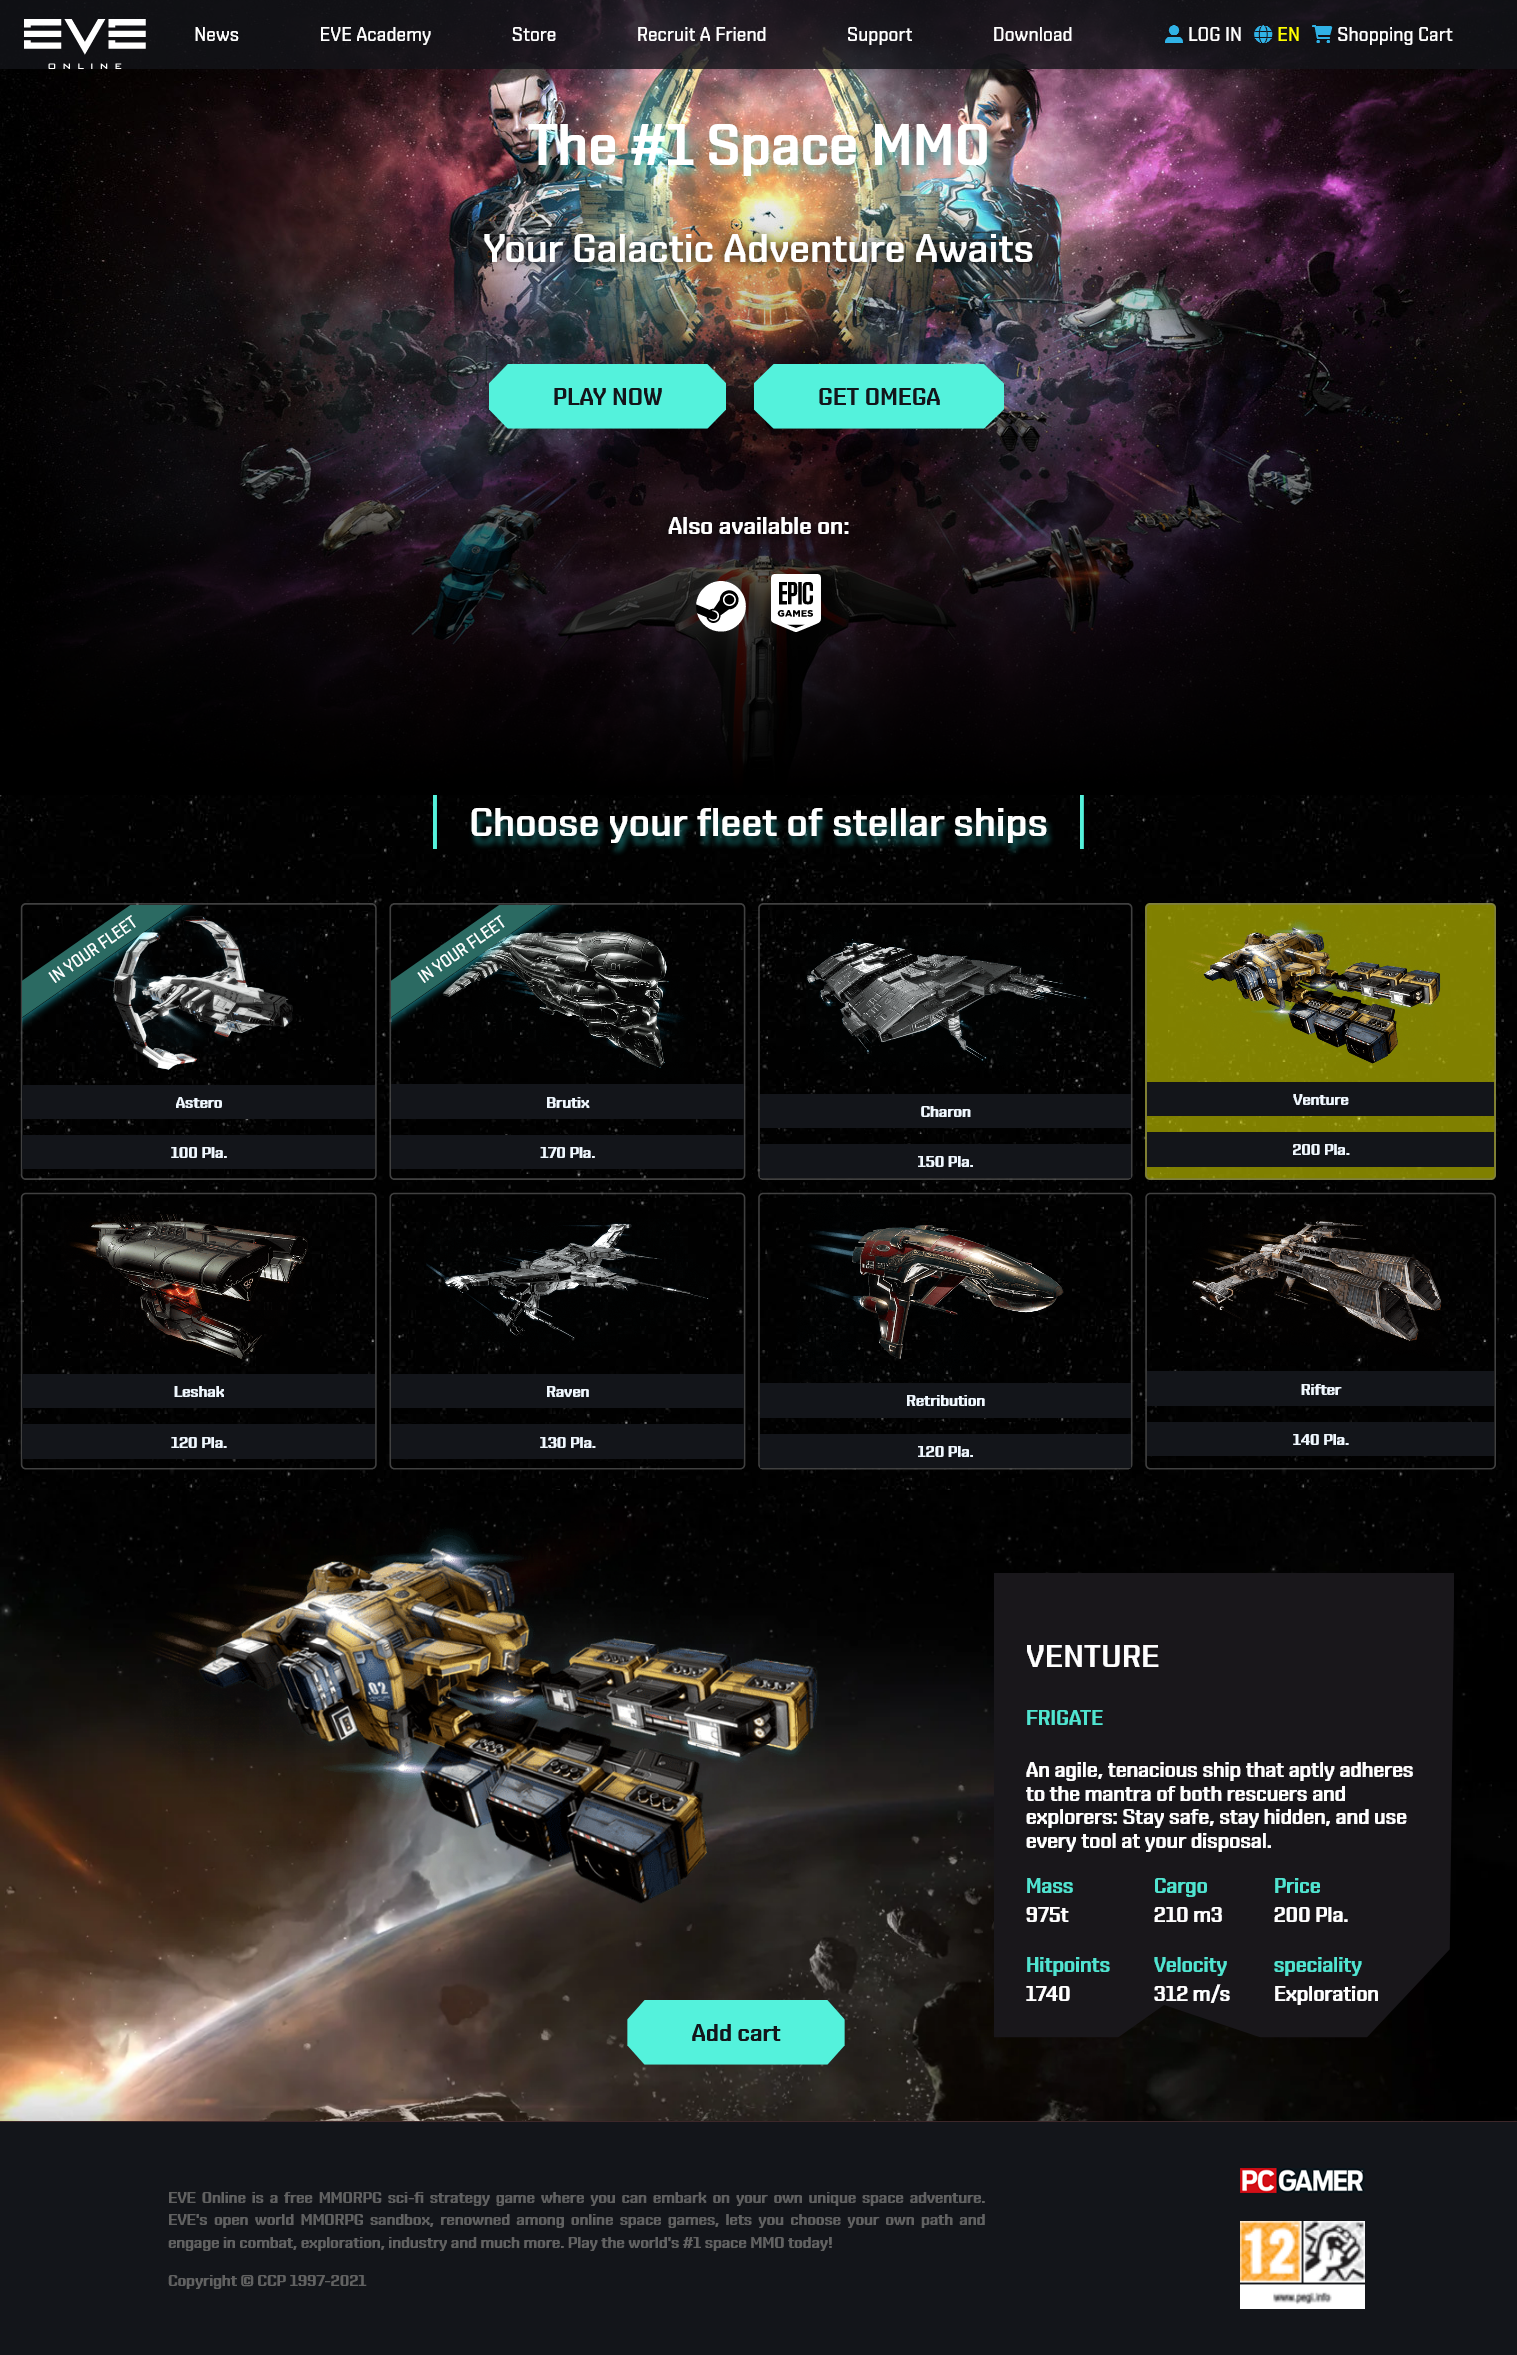 EVE
ONLINE
News
EVE Academy
Store
Recruit A Friend
Support
Download
LOG IN
EN
Shopping Cart
The #1 Space MMO
Your Galactic Adventure Awaits
PLAY NOW
GET OMEGA
Also available on:
EPIC
GAMES
Choose your fleet of stellar ships
IN YOUR FLEET
Astero
100 Pla.
IN YOUR FLEET
Brutix
170 Pla.
Charon
150 Pla.
Venture
200 Pla.
Leshak
120 Pla.
Raven
130 Pla.
Retribution
120 Pla.
Rifter
140 Pla.
.02
VENTURE
FRIGATE
An agile, tenacious ship that aptly adheres
to the mantra of both rescuers and
explorers: Stay safe, stay hidden, and use
every tool at your disposal.
Mass
975t
Cargo
210 m3
Price
200 Pla.
Hitpoints
1740
Velocity
312 m/s
speciality
Exploration
Add cart
EVE Online is a free MMORPG sci-fi strategy game where you can embark on your own unique space adventure.
EVE's open world MMORPG sandbox, renowned among online space games, lets you choose your own path and
engage in combat, exploration, industry and much more. Play the world's #1 space MMO today!
Copyright © CCP 1997-2021
PC GAMER
12
www.pegi.info